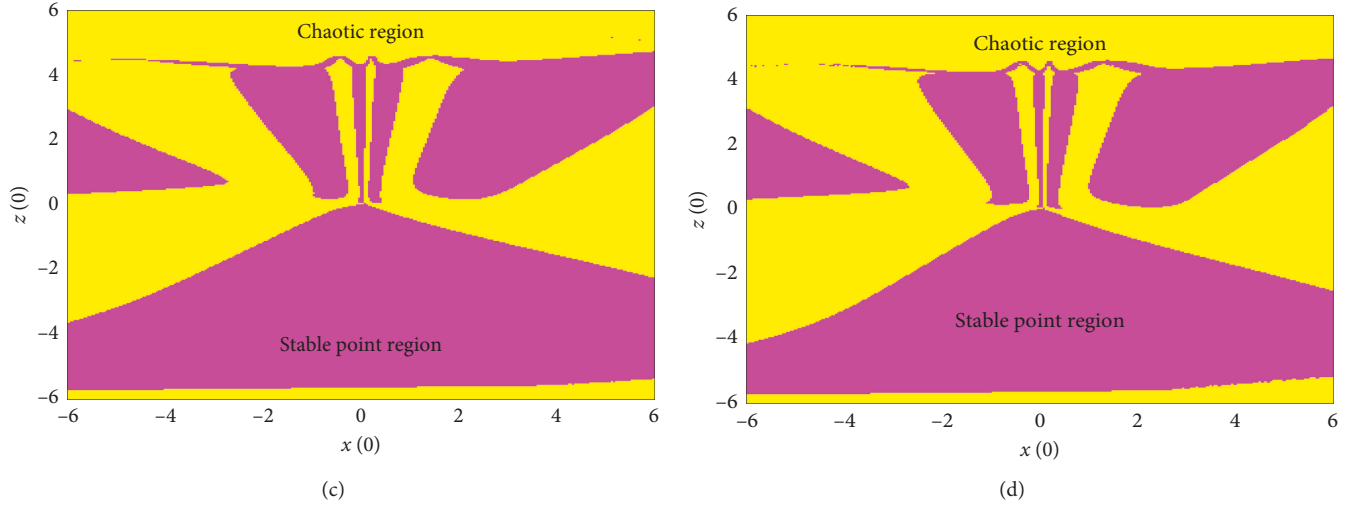 6
4
2
0
−2
−4
−6
z (0)
Chaotic region
Stable point region
−6 −4 −2 0 2 4 6
x (0)
(c)
6
4
2
0
−2
−4
−6
z (0)
Chaotic region
Stable point region
−6 −4 −2 0 2 4 6
x (0)
(d)